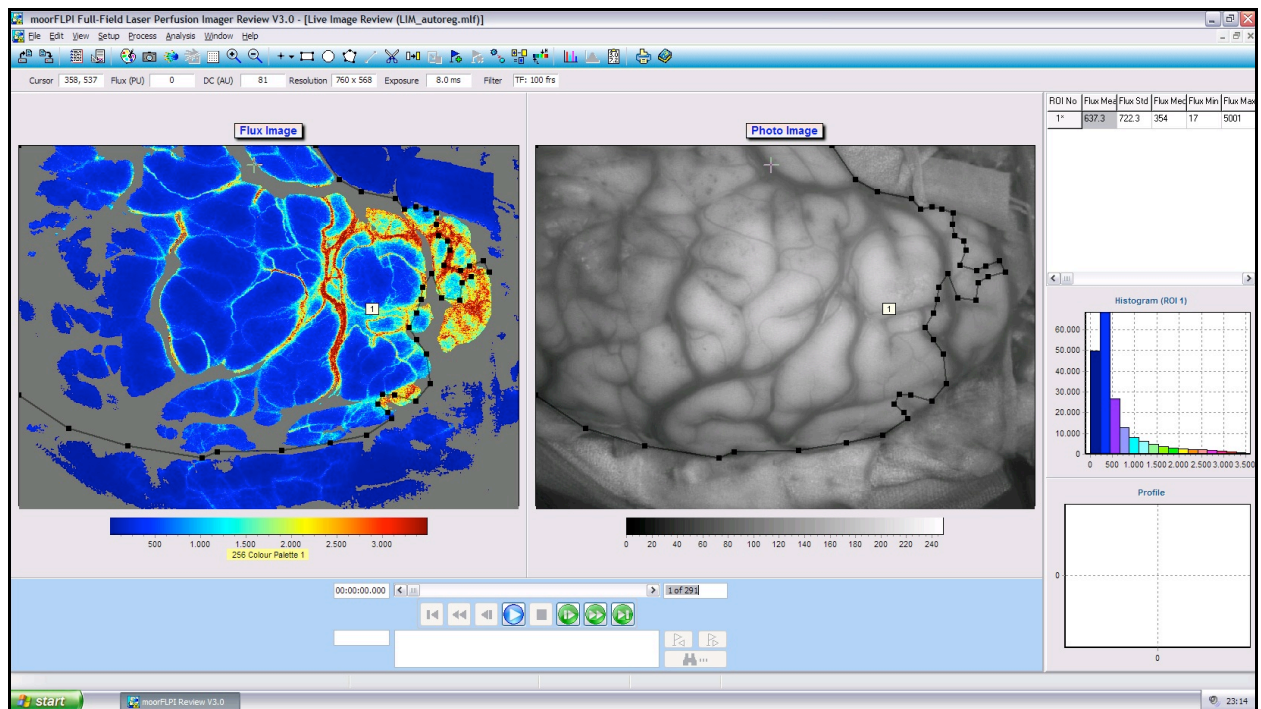 moorFLPI Full-Field Laser Perfusion Imager Review V3.0 - [Live Image Review (LIM_autoreg.mlf)]
File Edit View Setup Process Analysis Window Help
Cursor 358, 537 Flux (PU) 0 DC (AU) 81 Resolution 760 x 568 Exposure 8.0 ms Filter TF: 100 frs
Flux Image
Photo Image
1
1
500 1.000 1.500 2.000 2.500 3.000
256 Colour Palette 1
0 20 40 60 80 100 120 140 160 180 200 220 240
00:00:00.000
1 of 291
ROI No Flux Mea Flux Std Flux Med Flux Min Flux Max
1* 637.3 722.3 354 17 5001
Histogram (ROI 1)
60.000
50.000
40.000
30.000
20.000
10.000
0
0 500 1.000 1.500 2.000 2.500 3.000 3.500
Profile
0
0
start
moorFLPI Review V3.0
23:14